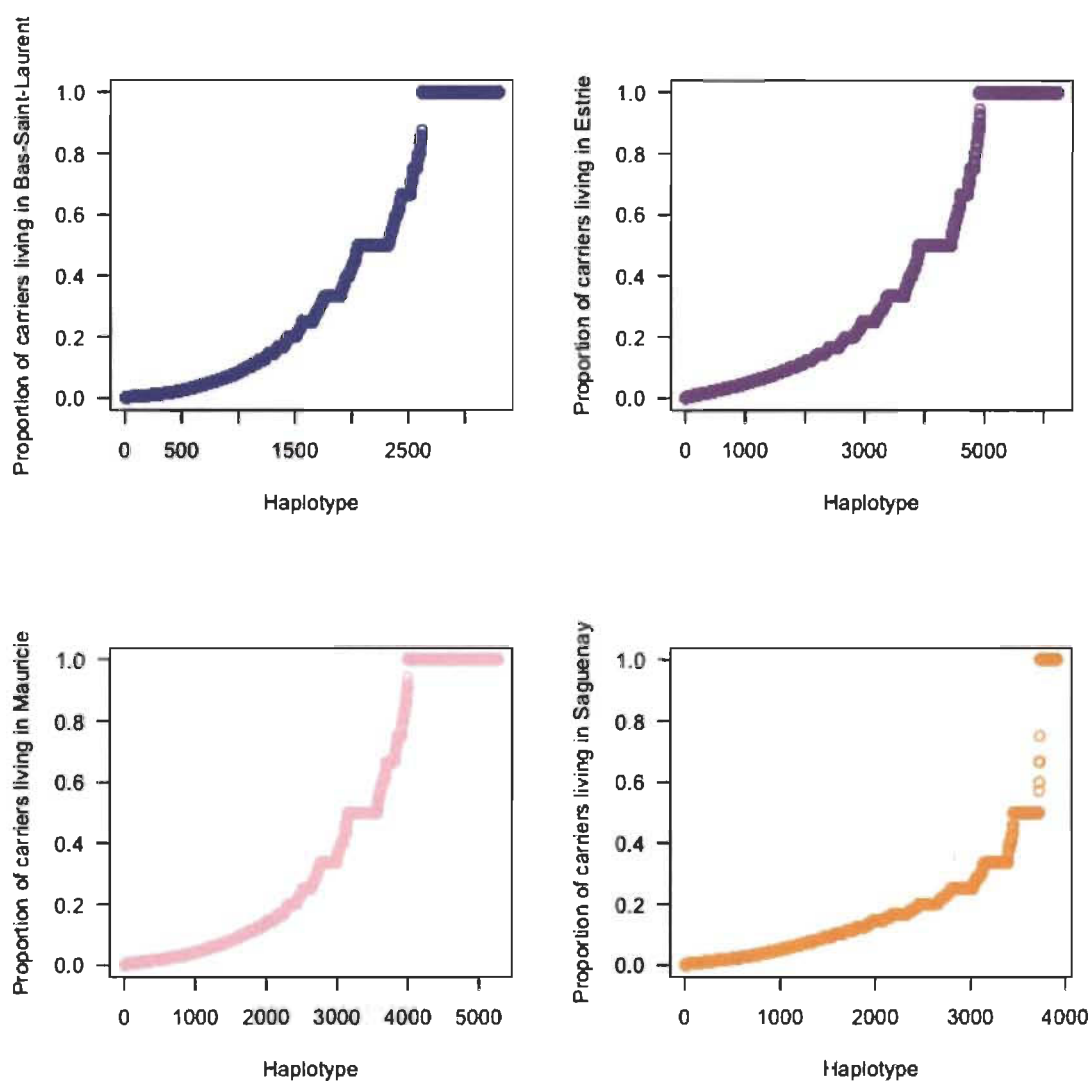 Proportion of carriers living in Bas-Saint-Laurent
1.0
0.8
0.6
0.4
0.2
0.0
0 500 1500 2500
Haplotype
Proportion of carriers living in Estrie
1.0
0.8
0.6
0.4
0.2
0.0
0 1000 3000 5000
Haplotype
Proportion of carriers living in Mauricie
1.0
0.8
0.6
0.4
0.2
0.0
0 1000 2000 3000 4000 5000
Haplotype
Proportion of carriers living in Saguenay
1.0
0.8
0.6
0.4
0.2
0.0
0 1000 2000 3000 4000
Haplotype